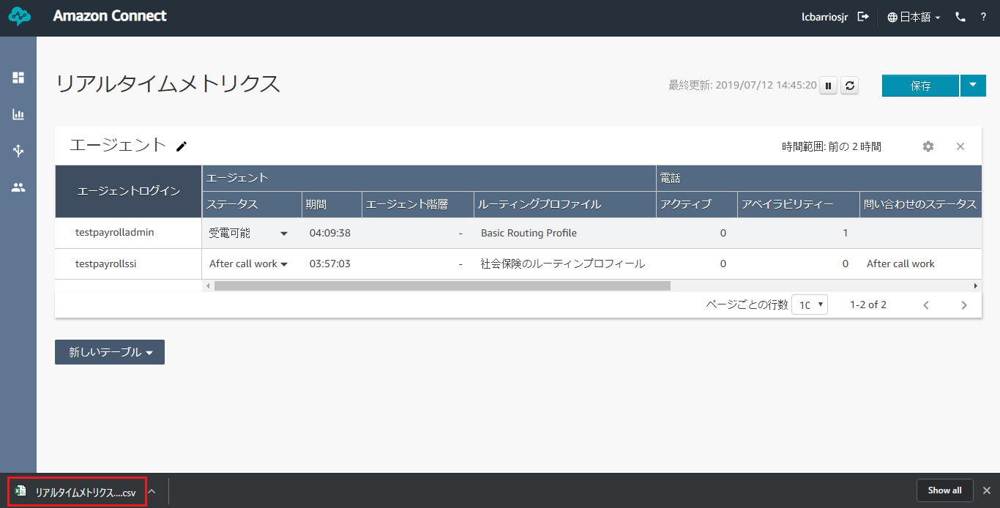 Amazon Connect
lcbarriosjr 日本語 ?
リアルタイムメトリクス
最終更新: 2019/07/12 14:45:20
保存
エージェント
時間範囲: 前の 2 時間
エージェントログイン エージェント 電話
ステータス 期間 エージェント階層 ルーティングプロファイル アクティブ アベイラビリティー 問い合わせのステータス
testpayrolladmin 受電可能 04:09:38 - Basic Routing Profile 0 1
testpayrollssi After call work 03:57:03 - 社会保険のルーティンプロフィール 0 0 After call work
ページごとの行数 10 1-2 of 2
新しいテーブル
リアルタイムメトリクス....csv
Show all